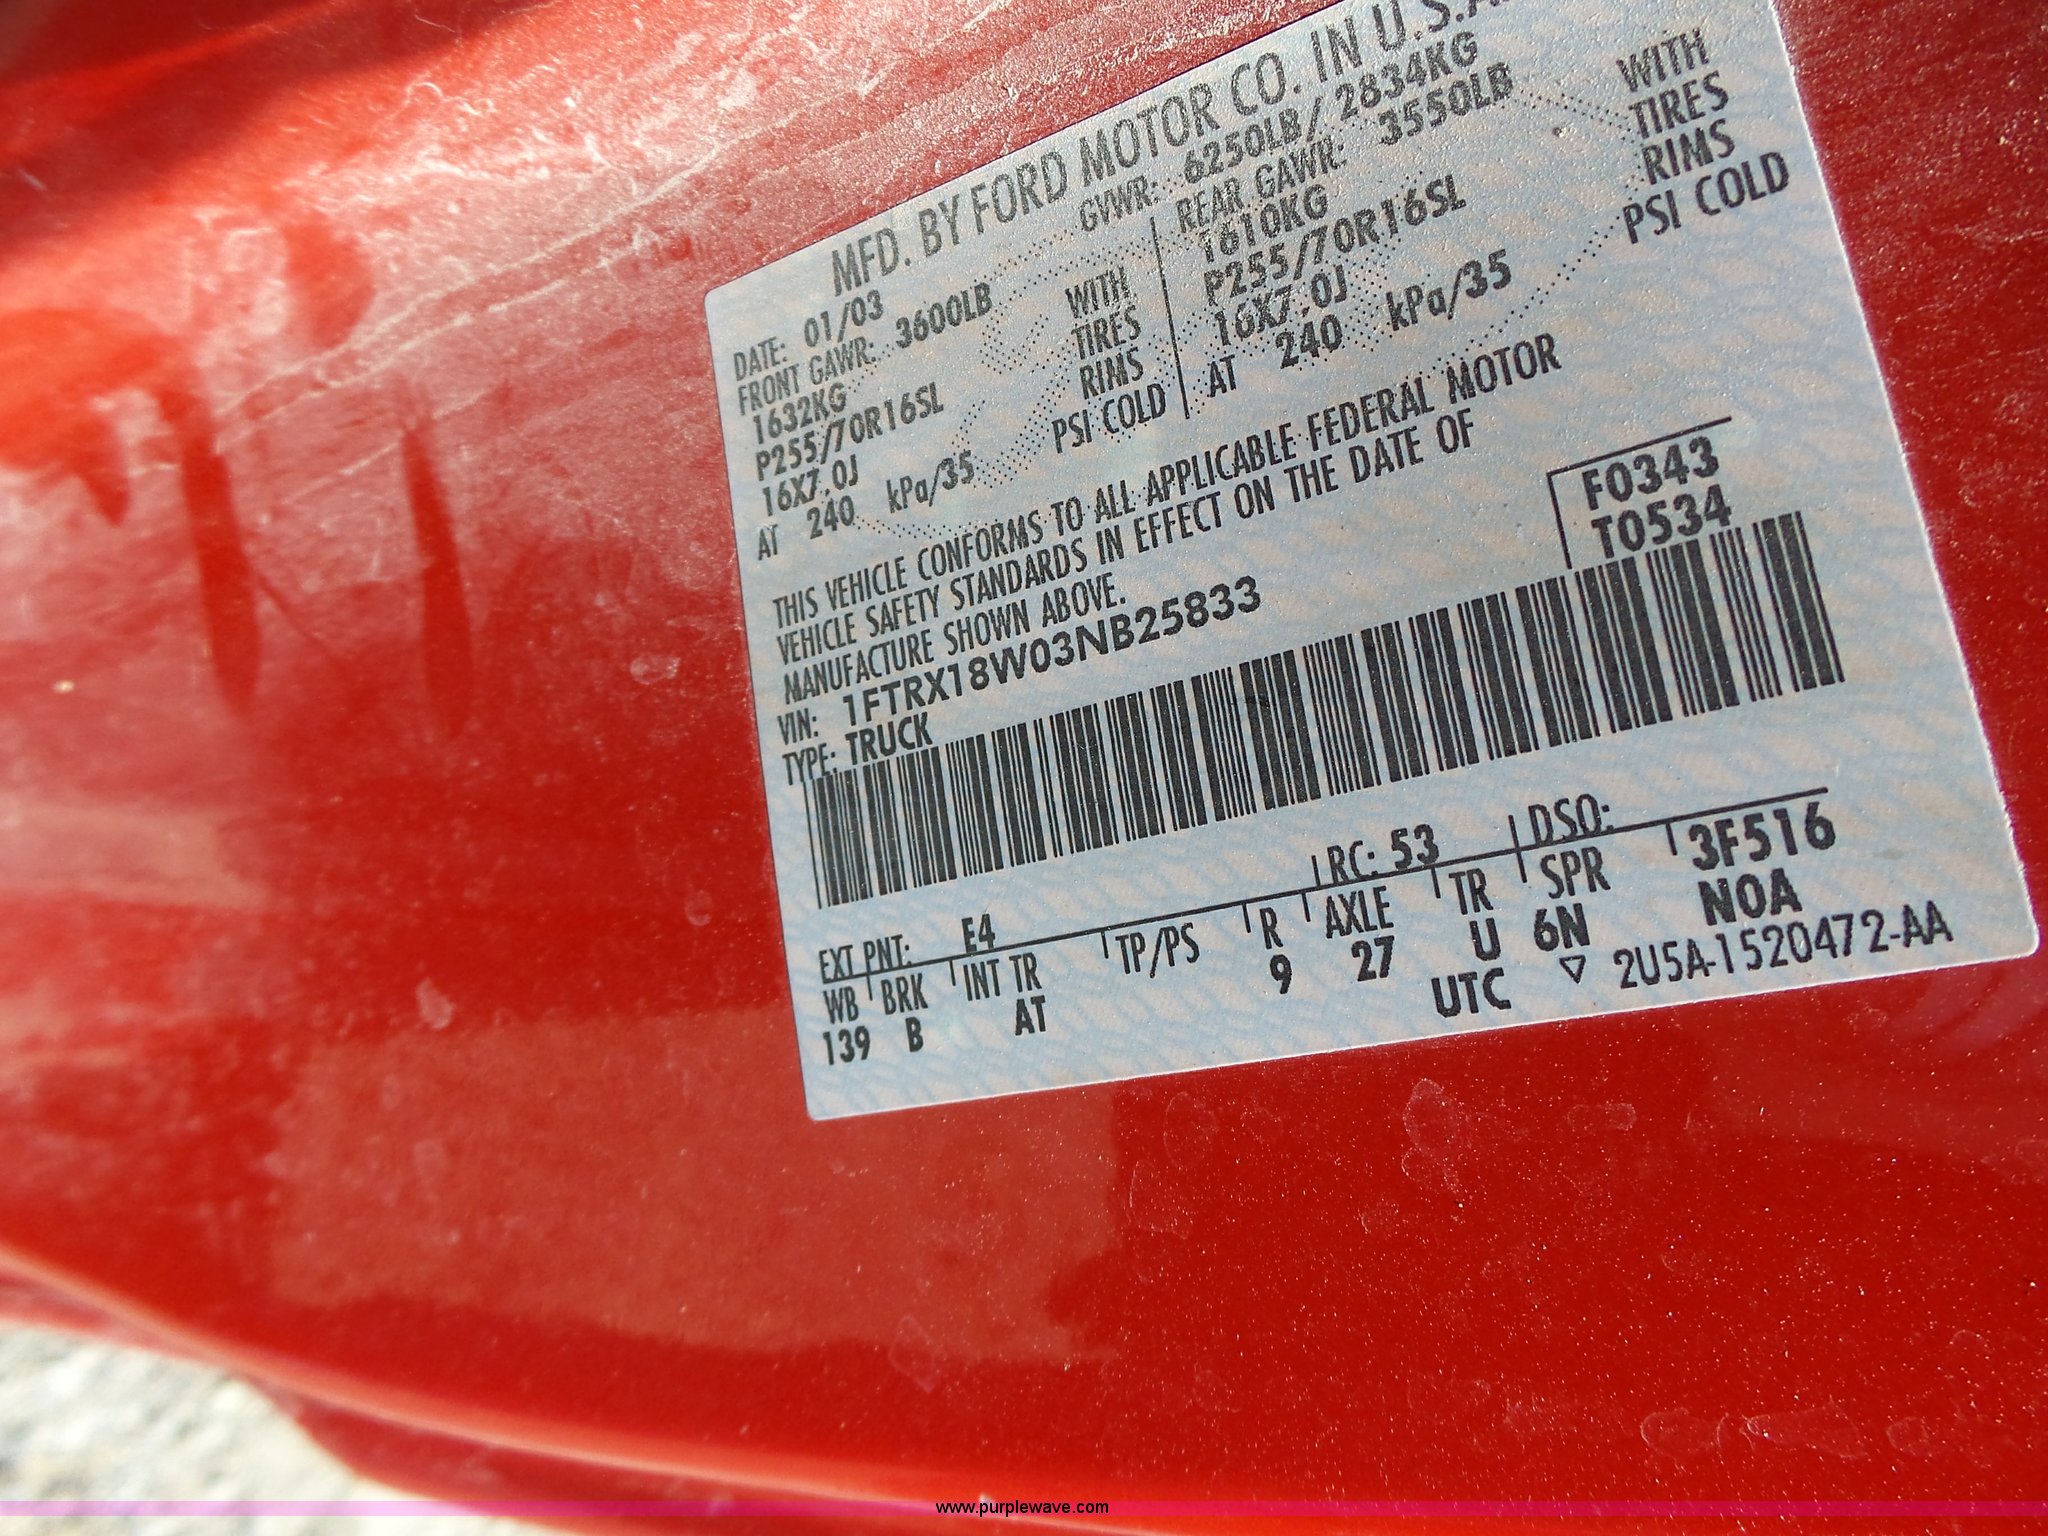 MFD. BY FORD MOTOR CO. IN U.S.A.
DATE: 01/03 GVWR: 6250LB/ 2834KG
FRONT GAWR: 3600LB REAR GAWR: 3550LB
1632KG WITH 1610KG WITH
P255/70R16SL TIRES P255/70R16SL TIRES
16X7.0J RIMS 16X7.0J RIMS
AT 240 kPa/35 PSI COLD AT 240 kPa/35 PSI COLD
THIS VEHICLE CONFORMS TO ALL APPLICABLE FEDERAL MOTOR
VEHICLE SAFETY STANDARDS IN EFFECT ON THE DATE OF
MANUFACTURE SHOWN ABOVE.
F0343
VIN: 1FTRX18W03NB25833
T0534
TYPE: TRUCK
EXT PNT: E4 RC: 53 DSO:
WB BRK INT TR TP/PS R AXLE TR SPR 3F516
139 B AT 9 27 U 6N N0A
UTC ▽ 2U5A-1520472-AA
www.purplewave.com